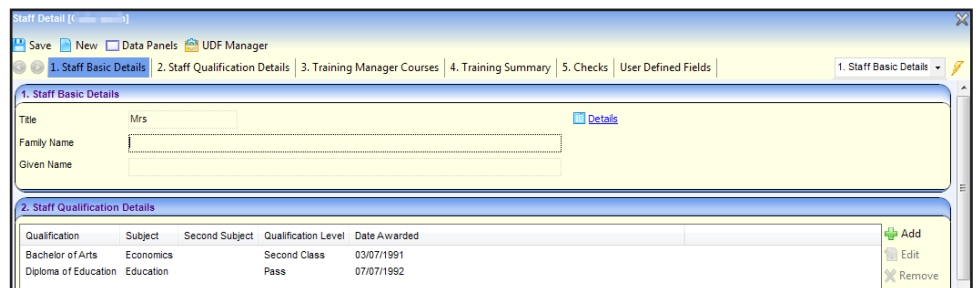 Staff Detail [
Save New Data Panels UDF Manager
1. Staff Basic Details 2. Staff Qualification Details 3. Training Manager Courses 4. Training Summary 5. Checks User Defined Fields 1. Staff Basic Details
1. Staff Basic Details
Title Mrs Details
Family Name
Given Name
2. Staff Qualification Details
Qualification Subject Second Subject Qualification Level Date Awarded Add
Bachelor of Arts Economics Second Class 03/07/1991 Edit
Diploma of Education Education Pass 07/07/1992 Remove